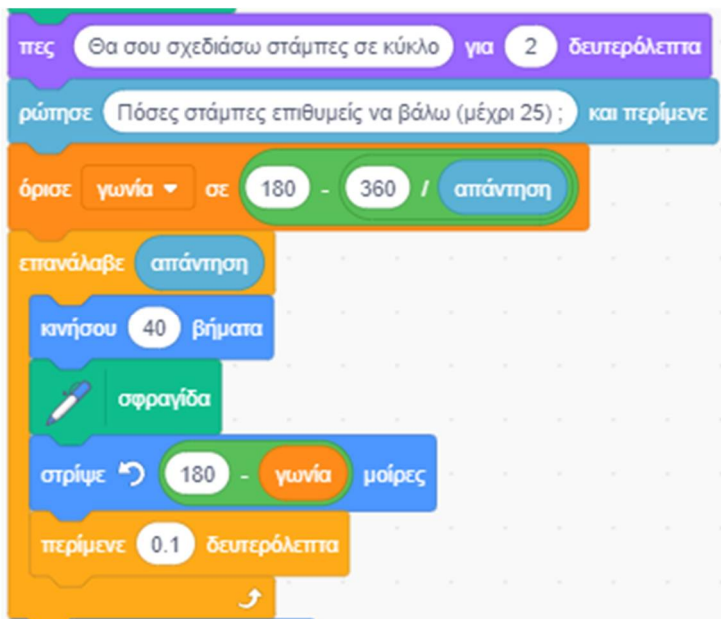 πες Θα σου σχεδιάσω στάμπες σε κύκλο για 2 δευτερόλεπτα
ρώτησε Πόσες στάμπες επιθυμείς να βάλω (μέχρι 25) ; και περίμενε
όρισε γωνία σε 180 - 360 / απάντηση
επανάλαβε απάντηση
κινήσου 40 βήματα
σφραγίδα
στρίψε 180 - γωνία μοίρες
περίμενε 0.1 δευτερόλεπτα